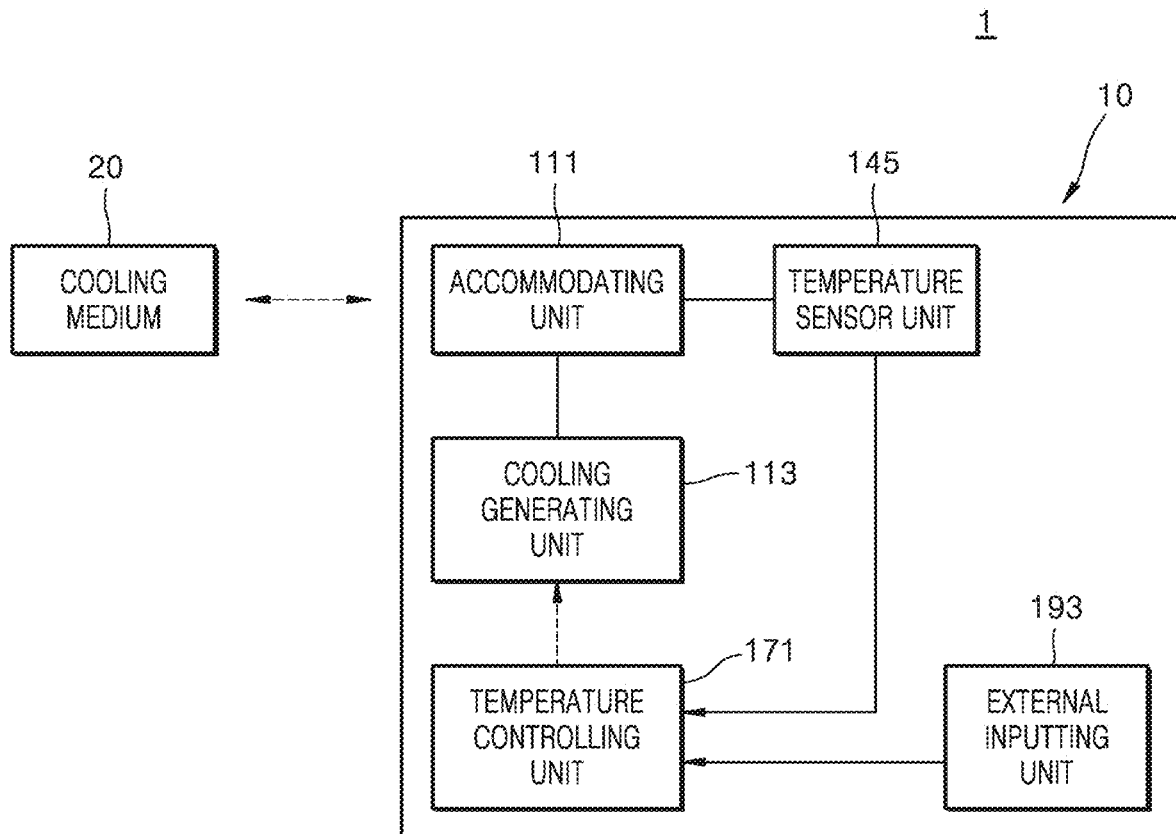 1
10
20
111
145
COOLING
MEDIUM
ACCOMMODATING
UNIT
TEMPERATURE
SENSOR UNIT
COOLING
GENERATING
UNIT
113
193
171
TEMPERATURE
CONTROLLING
UNIT
EXTERNAL
INPUTTING
UNIT